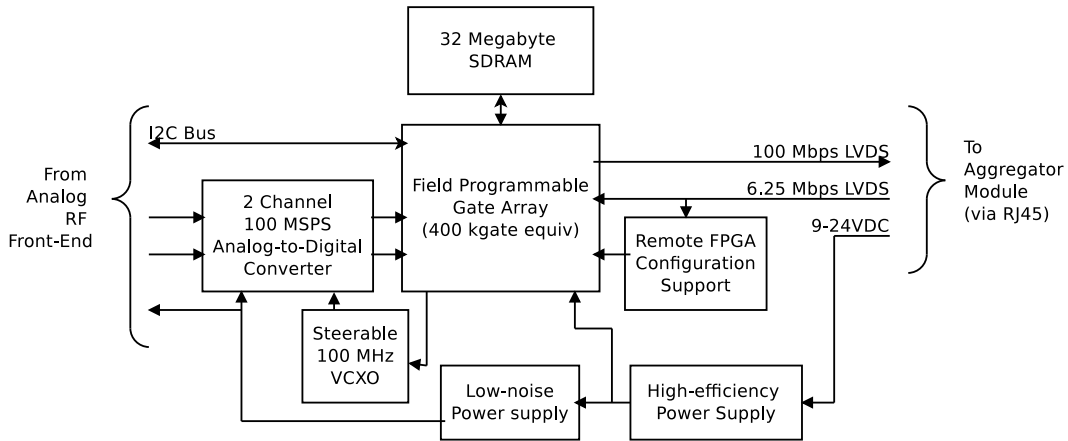 32 Megabyte
SDRAM
I2C Bus
From
Analog
RF
Front-End
2 Channel
100 MSPS
Analog-to-Digital
Converter
Field Programmable
Gate Array
(400 kgate equiv)
100 Mbps LVDS
6.25 Mbps LVDS
9-24VDC
To
Aggregator
Module
(via RJ45)
Remote FPGA
Configuration
Support
Steerable
100 MHz
VCXO
Low-noise
Power supply
High-efficiency
Power Supply